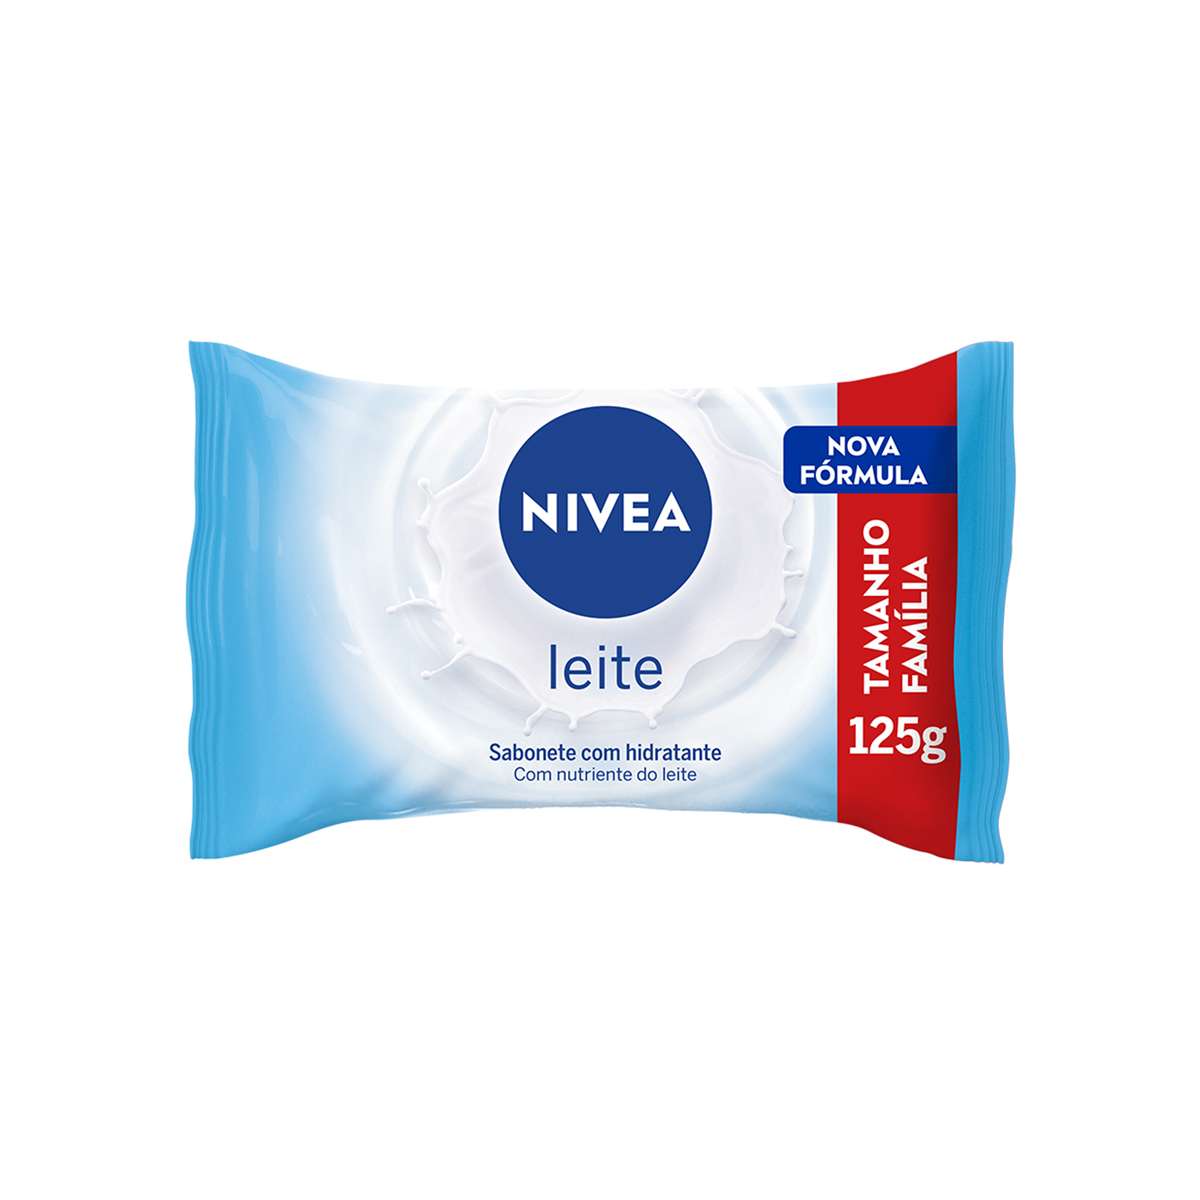 NIVEA
leite
Sabonete com hidratante
Com nutriente do leite
NOVA
FÓRMULA
TAMANHO
FAMÍLIA
125g